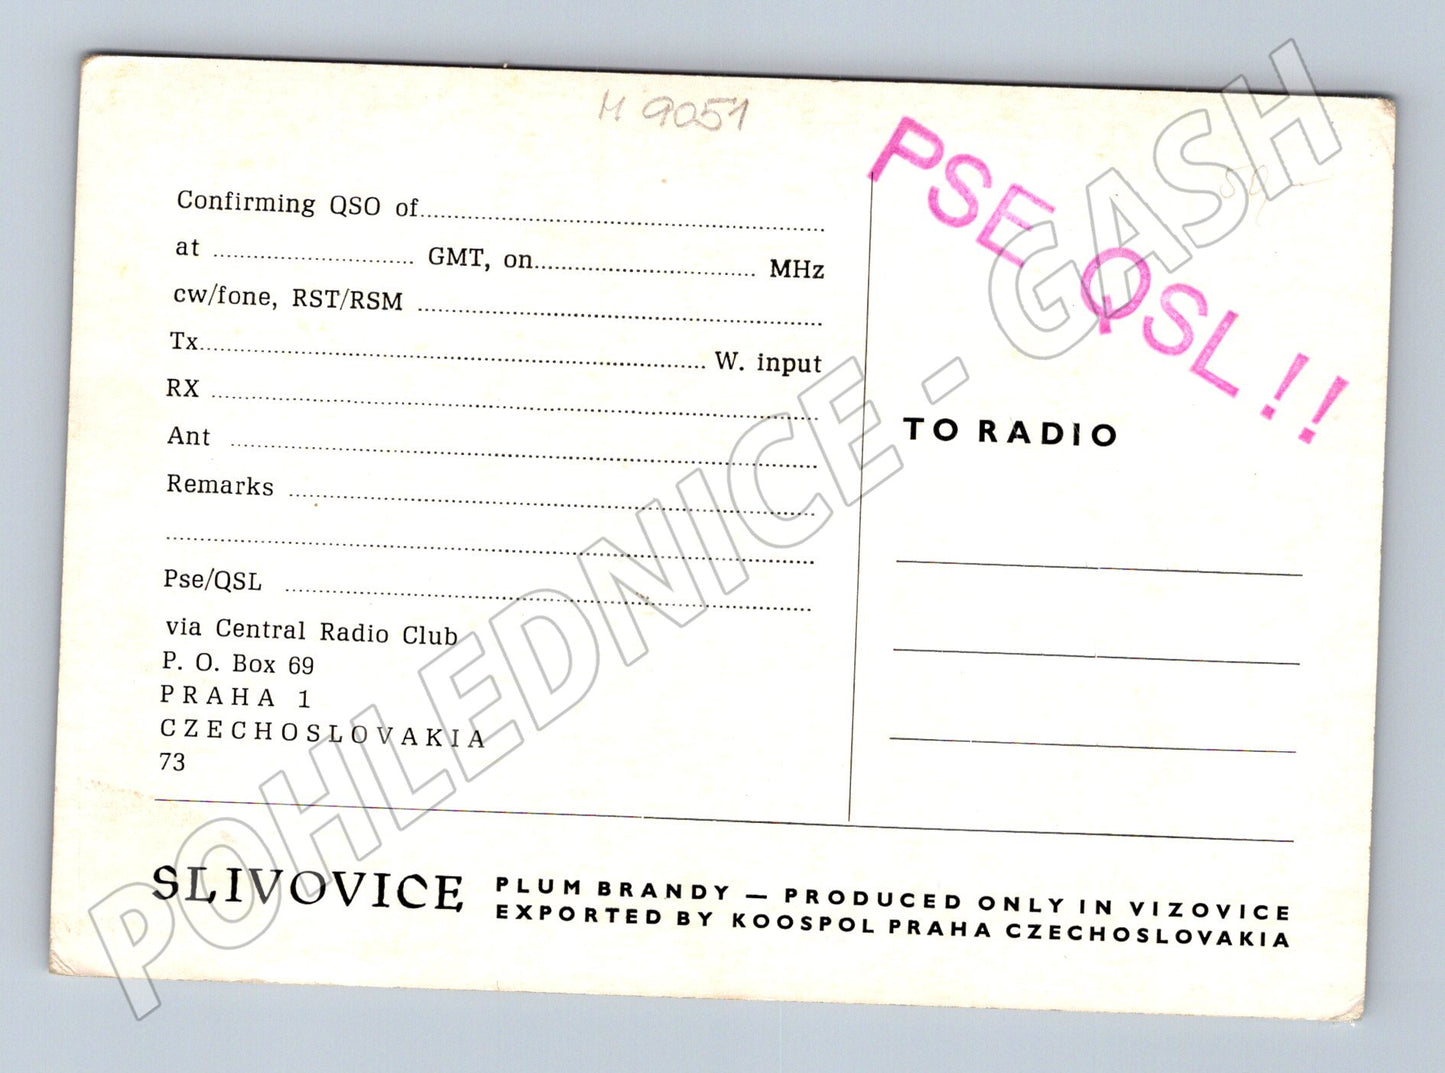 M 9051
PSE QSL!!
Confirming QSO of
at GMT, on MHz
cw/fone, RST/RSM
Tx W. input
RX
Ant
Remarks
Pse/QSL
via Central Radio Club
P. O. Box 69
PRAHA 1
CZECHOSLOVAKIA
73
TO RADIO
SLIVOVICE
PLUM BRANDY — PRODUCED ONLY IN VIZOVICE
EXPORTED BY KOOSPOL PRAHA CZECHOSLOVAKIA
POHLEDNICE - GASH